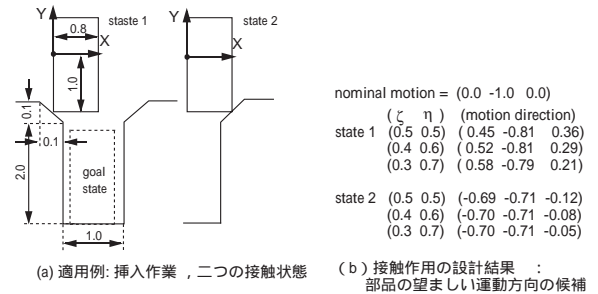 Y
staste 1
Y
state 2
0.8
X
X
1.0
0.1
0.1
goal
state
2.0
1.0
(a) 適用例: 挿入作業 , 二つの接触状態
nominal motion = (0.0 -1.0 0.0)
( ζ η ) (motion direction)
state 1 (0.5 0.5) ( 0.45 -0.81 0.36)
(0.4 0.6) ( 0.52 -0.81 0.29)
(0.3 0.7) ( 0.58 -0.79 0.21)
state 2 (0.5 0.5) (-0.69 -0.71 -0.12)
(0.4 0.6) (-0.70 -0.71 -0.08)
(0.3 0.7) (-0.70 -0.71 -0.05)
(b) 接触作用の設計結果 :
部品の望ましい運動方向の候補